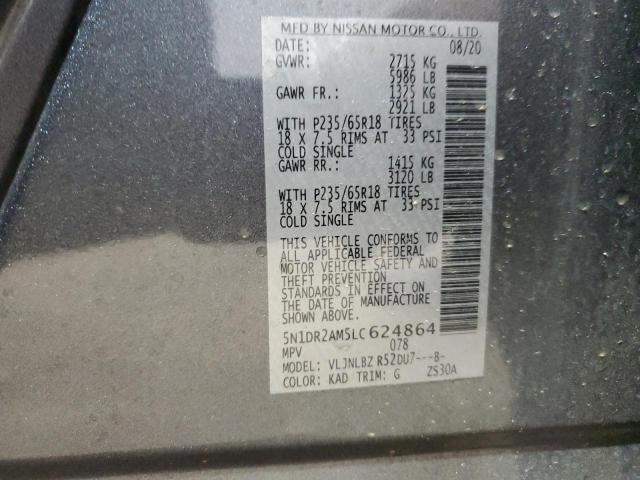 MFD BY NISSAN MOTOR CO., LTD.
DATE: 08/20
GVWR: 2715 KG
5986 LB
GAWR FR.: 1325 KG
2921 LB
WITH P235/65R18 TIRES
18 X 7.5 RIMS AT 33 PSI
COLD SINGLE
GAWR RR.: 1415 KG
3120 LB
WITH P235/65R18 TIRES
18 X 7.5 RIMS AT 33 PSI
COLD SINGLE
THIS VEHICLE CONFORMS TO
ALL APPLICABLE FEDERAL
MOTOR VEHICLE SAFETY AND
THEFT PREVENTION
STANDARDS IN EFFECT ON
THE DATE OF MANUFACTURE
SHOWN ABOVE.
5N1DR2AM5LC624864
MPV 078
MODEL: VLJNLBZ R52DU7---B-
COLOR: KAD TRIM: G ZS30A